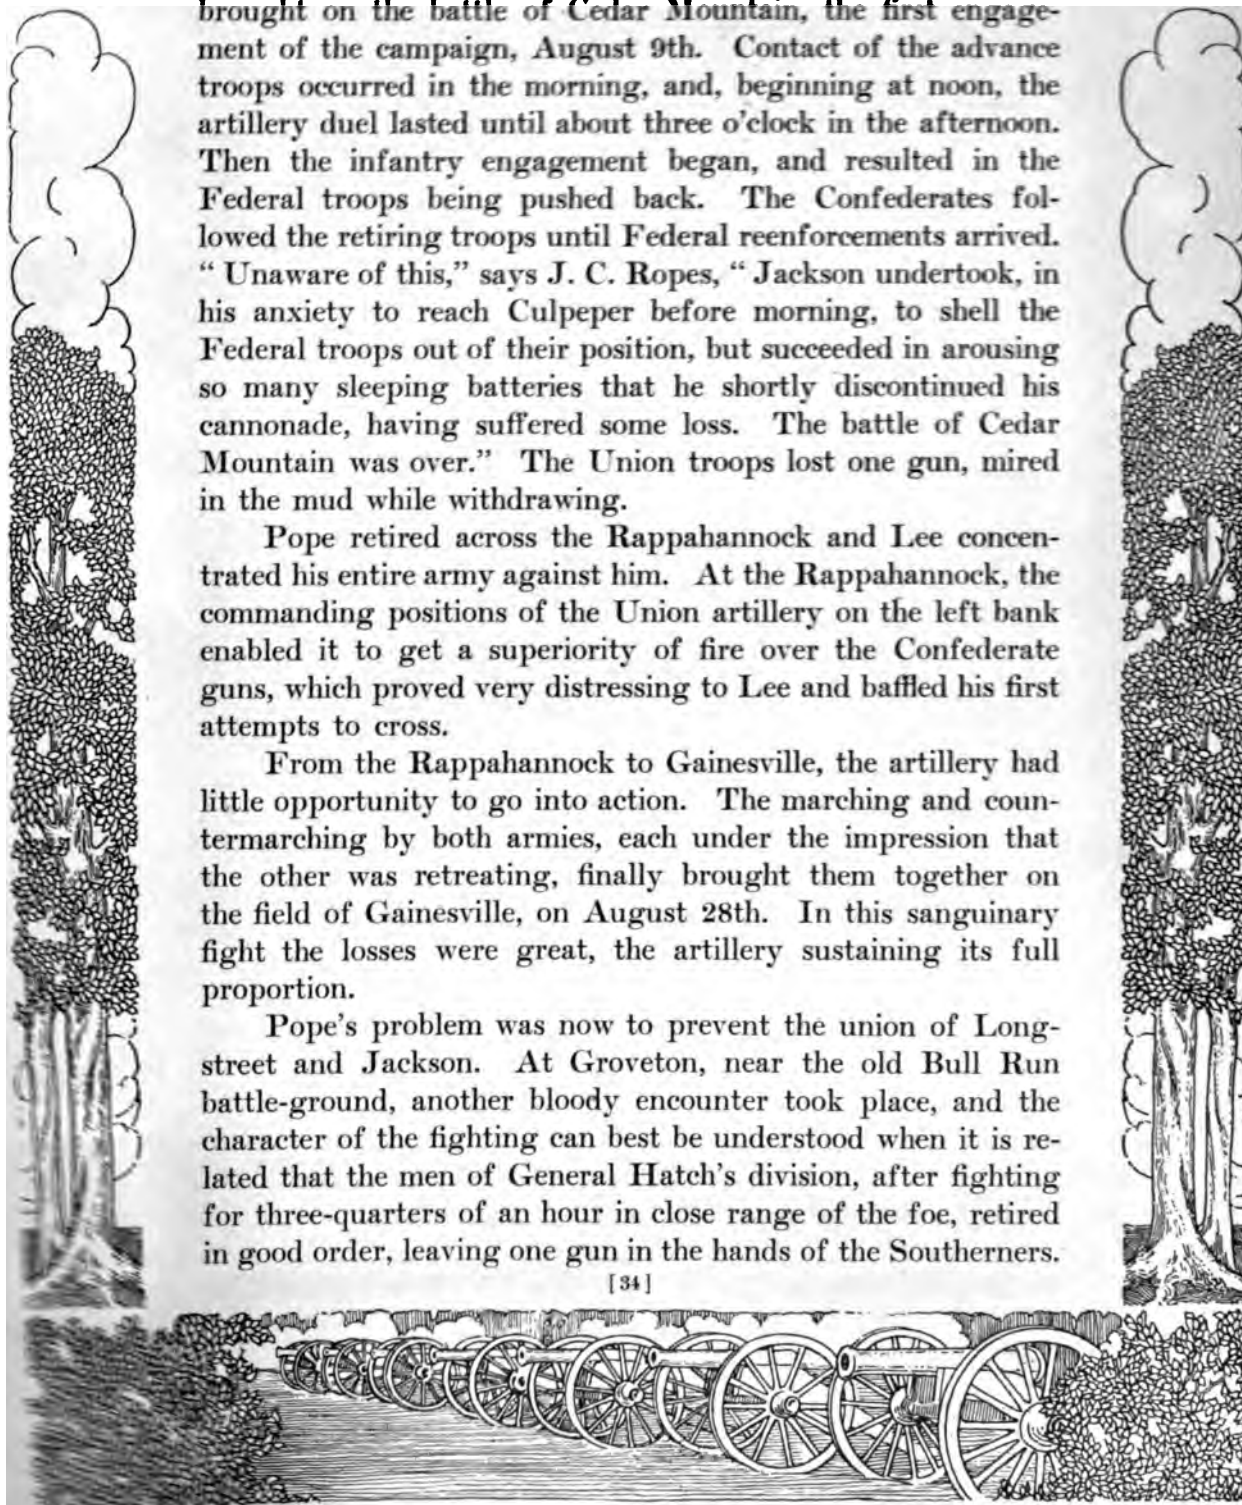 brought on the battle of Cedar Mountain, the first engage-
ment of the campaign, August 9th. Contact of the advance
troops occurred in the morning, and, beginning at noon, the
artillery duel lasted until about three o'clock in the afternoon.
Then the infantry engagement began, and resulted in the
Federal troops being pushed back. The Confederates fol-
lowed the retiring troops until Federal reenforcements arrived.
“ Unaware of this,” says J. C. Ropes, “ Jackson undertook, in
his anxiety to reach Culpeper before morning, to shell the
Federal troops out of their position, but succeeded in arousing
so many sleeping batteries that he shortly discontinued his
cannonade, having suffered some loss. The battle of Cedar
Mountain was over.” The Union troops lost one gun, mired
in the mud while withdrawing.
Pope retired across the Rappahannock and Lee concen-
trated his entire army against him. At the Rappahannock, the
commanding positions of the Union artillery on the left bank
enabled it to get a superiority of fire over the Confederate
guns, which proved very distressing to Lee and baffled his first
attempts to cross.
From the Rappahannock to Gainesville, the artillery had
little opportunity to go into action. The marching and coun-
termarching by both armies, each under the impression that
the other was retreating, finally brought them together on
the field of Gainesville, on August 28th. In this sanguinary
fight the losses were great, the artillery sustaining its full
proportion.
Pope's problem was now to prevent the union of Long-
street and Jackson. At Groveton, near the old Bull Run
battle-ground, another bloody encounter took place, and the
character of the fighting can best be understood when it is re-
lated that the men of General Hatch's division, after fighting
for three-quarters of an hour in close range of the foe, retired
in good order, leaving one gun in the hands of the Southerners.
[34]